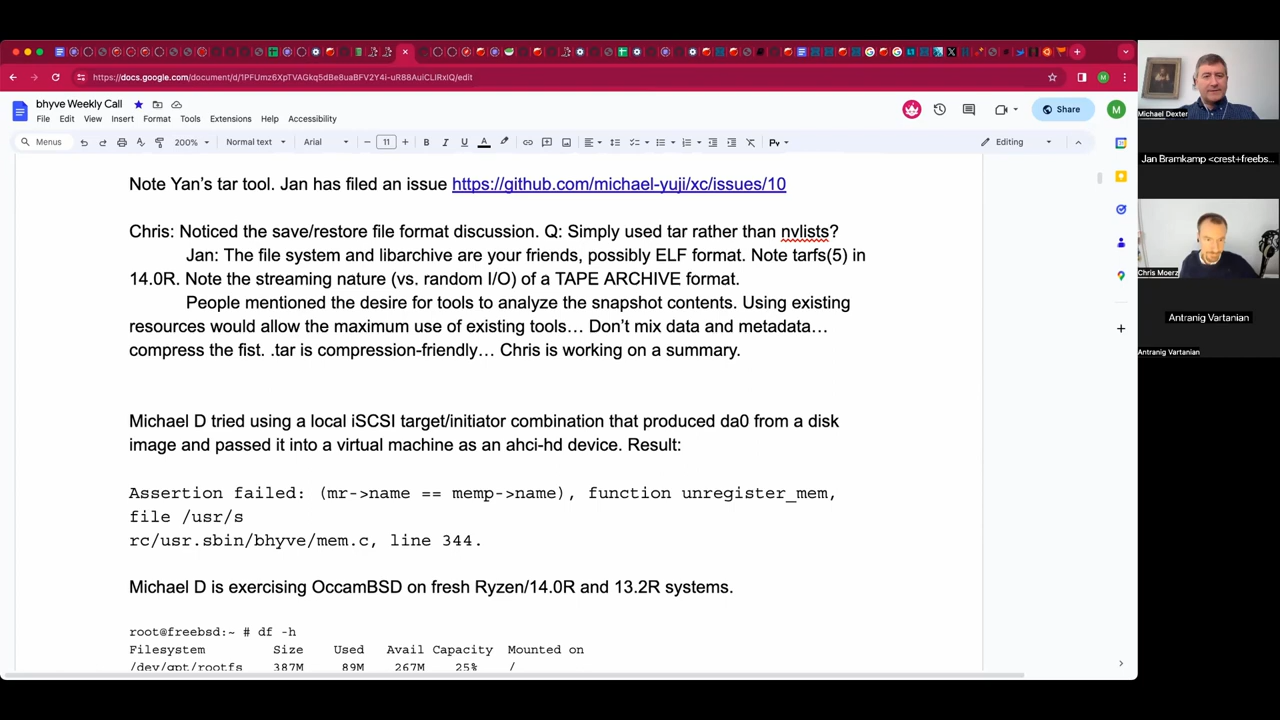 https://docs.google.com/document/d/1PFUmz6XpTVAGkq5dBe8uaBFV2Y4i-uR88AuiCLIRxIQ/edit
bhyve Weekly Call
File Edit View Insert Format Tools Extensions Help Accessibility
Share
M
Menus 200% Normal text Arial 11 Editing
Note Yan's tar tool. Jan has filed an issue https://github.com/michael-yuji/xc/issues/10
Chris: Noticed the save/restore file format discussion. Q: Simply used tar rather than nvlists?
Jan: The file system and libarchive are your friends, possibly ELF format. Note tarfs(5) in
14.0R. Note the streaming nature (vs. random I/O) of a TAPE ARCHIVE format.
People mentioned the desire for tools to analyze the snapshot contents. Using existing
resources would allow the maximum use of existing tools… Don't mix data and metadata…
compress the fist. .tar is compression-friendly… Chris is working on a summary.
Michael D tried using a local iSCSI target/initiator combination that produced da0 from a disk
image and passed it into a virtual machine as an ahci-hd device. Result:
Assertion failed: (mr->name == memp->name), function unregister_mem,
file /usr/s
rc/usr.sbin/bhyve/mem.c, line 344.
Michael D is exercising OccamBSD on fresh Ryzen/14.0R and 13.2R systems.
root@freebsd:~ # df -h
Filesystem Size Used Avail Capacity Mounted on
/dev/gpt/rootfs 387M 89M 267M 25% /
Michael Dexter
Jan Bramkamp <crest+freebs...
Chris Moerz
Antranig Vartanian
Antranig Vartanian